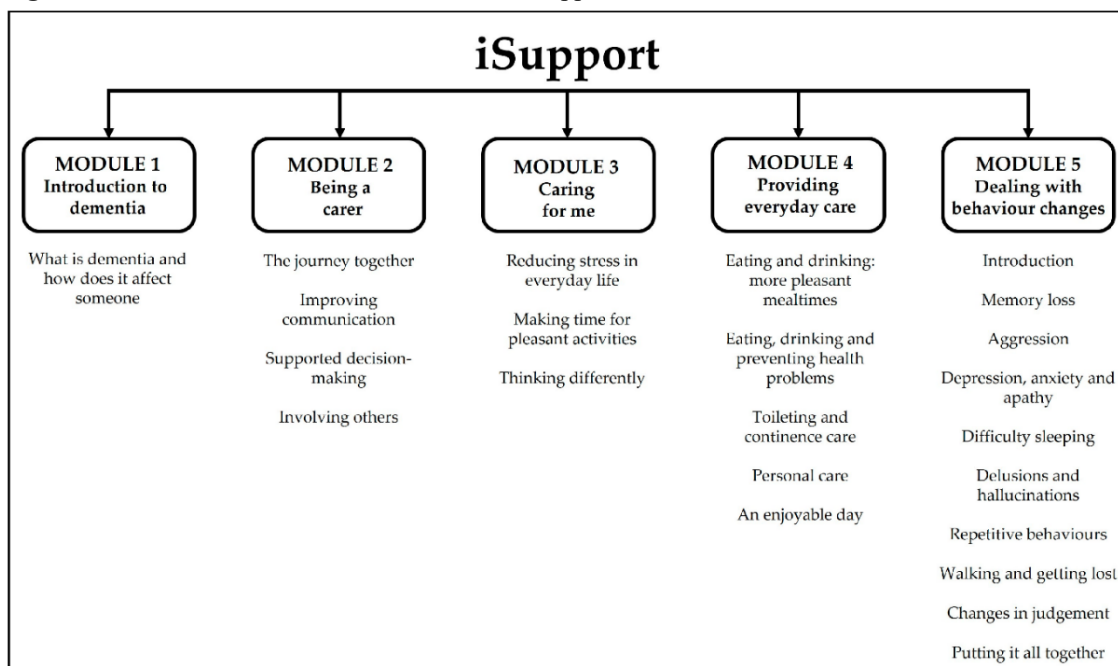 iSupport
MODULE 1
Introduction to
dementia
What is dementia and
how does it affect
someone
MODULE 2
Being a
carer
The journey together
Improving
communication
Supported decision-
making
Involving others
MODULE 3
Caring
for me
Reducing stress in
everyday life
Making time for
pleasant activities
Thinking differently
MODULE 4
Providing
everyday care
Eating and drinking:
more pleasant
mealtimes
Eating, drinking and
preventing health
problems
Toileting and
continence care
Personal care
An enjoyable day
MODULE 5
Dealing with
behaviour changes
Introduction
Memory loss
Aggression
Depression, anxiety and
apathy
Difficulty sleeping
Delusions and
hallucinations
Repetitive behaviours
Walking and getting lost
Changes in judgement
Putting it all together